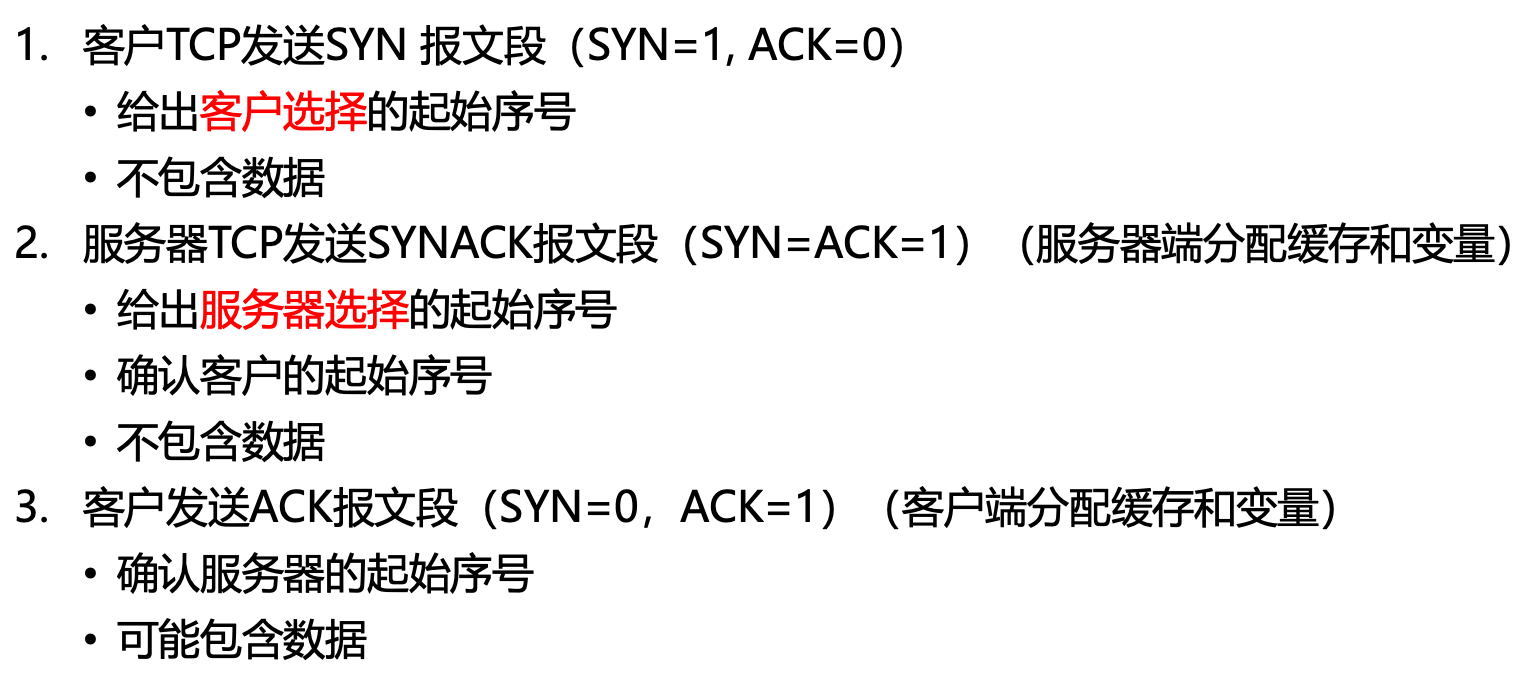 1. 客户TCP发送SYN 报文段（SYN=1, ACK=0）
• 给出客户选择的起始序号
• 不包含数据
2. 服务器TCP发送SYNACK报文段（SYN=ACK=1）（服务器端分配缓存和变量）
• 给出服务器选择的起始序号
• 确认客户的起始序号
• 不包含数据
3. 客户发送ACK报文段（SYN=0，ACK=1）（客户端分配缓存和变量）
• 确认服务器的起始序号
• 可能包含数据